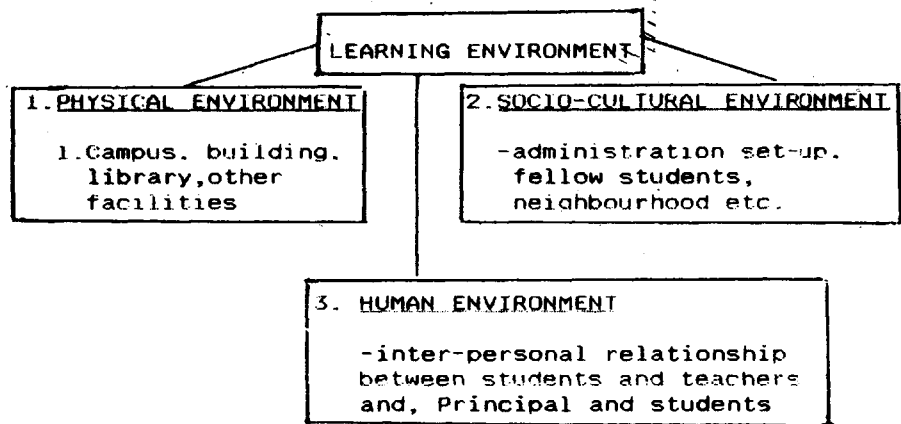 LEARNING ENVIRONMENT
1.PHYSICAL ENVIRONMENT
1.Campus. building.
library,other
facilities
2.SOCIO-CULTURAL ENVIRONMENT
-administration set-up.
fellow students,
neighbourhood etc.
3. HUMAN ENVIRONMENT
-inter-personal relationship
between students and teachers
and, Principal and students